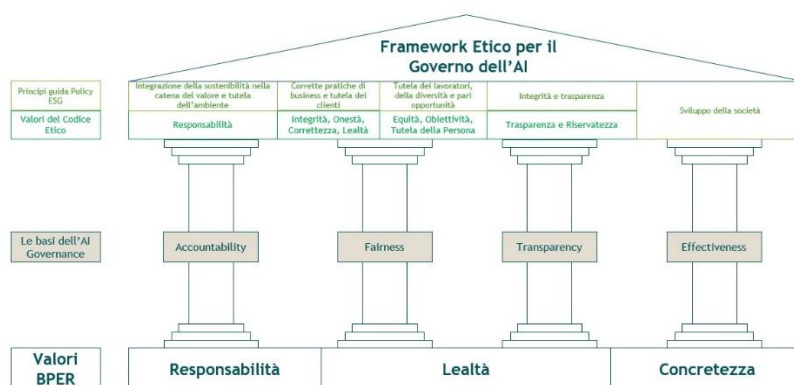 Framework Etico per il
Governo dell'AI
Principi guida Policy
ESG
Integrazione della sostenibilità nella
catena del valore e tutela
dell'ambiente
Corrette pratiche di
business e tutela dei
clienti
Tutela dei lavoratori,
della diversità e pari
opportunità
Integrità e trasparenza
Sviluppo della società
Valori del Codice
Etico
Responsabilità
Integrità, Onestà,
Correttezza, Lealtà
Equità, Obiettività,
Tutela della Persona
Trasparenza e Riservatezza
Le basi dell'AI
Governance
Accountability
Fairness
Transparency
Effectiveness
Valori
BPER
Responsabilità
Lealtà
Concretezza